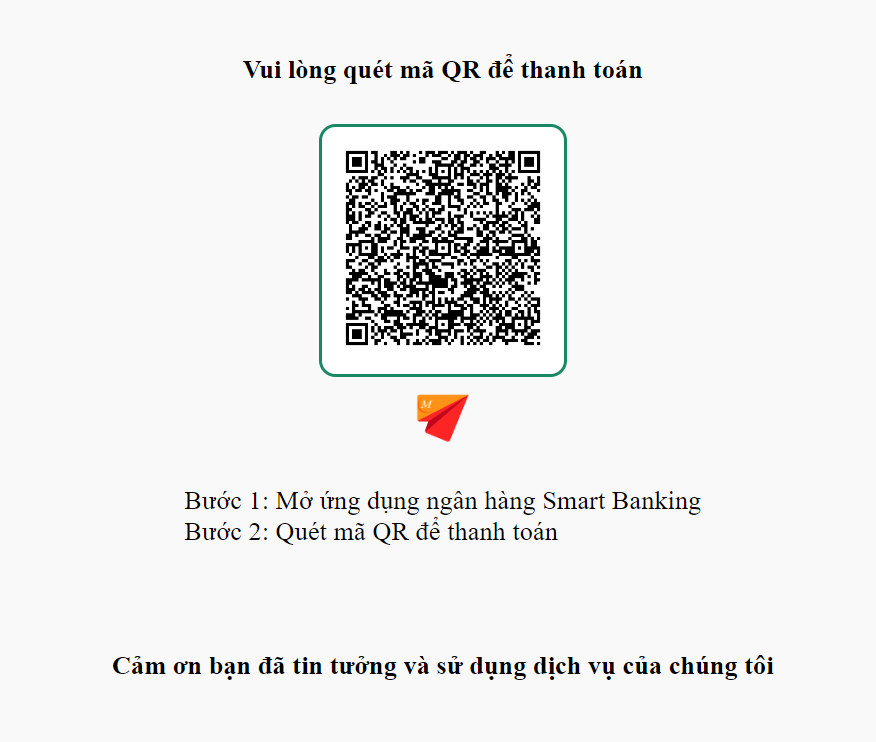 Vui lòng quét mã QR để thanh toán
M
Bước 1: Mở ứng dụng ngân hàng Smart Banking
Bước 2: Quét mã QR để thanh toán
Cảm ơn bạn đã tin tưởng và sử dụng dịch vụ của chúng tôi